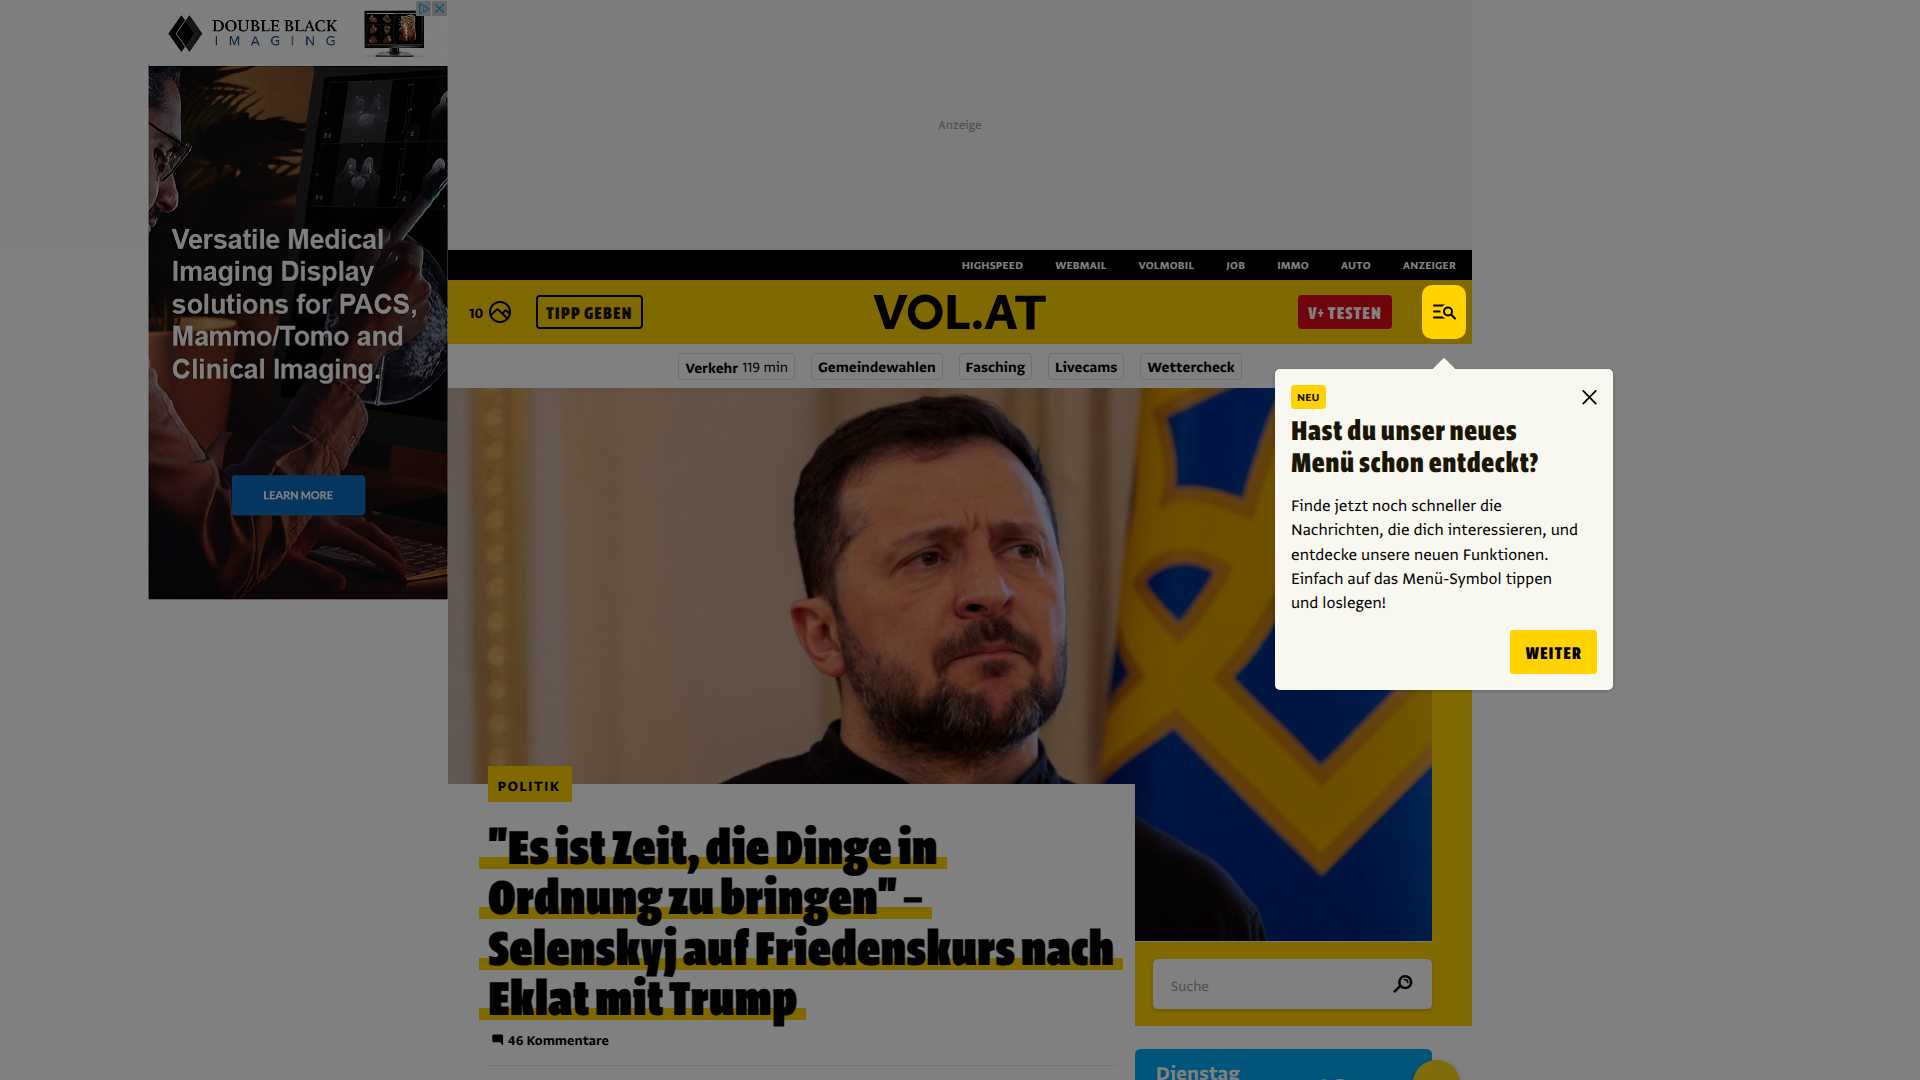 DOUBLE BLACK
IMAGING
Versatile Medical
Imaging Display
solutions for PACS,
Mammo/Tomo and
Clinical Imaging.
LEARN MORE
Anzeige
HIGHSPEED WEBMAIL VOLMOBIL JOB IMMO AUTO ANZEIGER
10 TIPP GEBEN VOL.AT V+ TESTEN
Verkehr 119 min Gemeindewahlen Fasching Livecams Wettercheck
NEU
Hast du unser neues
Menü schon entdeckt?
Finde jetzt noch schneller die
Nachrichten, die dich interessieren, und
entdecke unsere neuen Funktionen.
Einfach auf das Menü-Symbol tippen
und loslegen!
WEITER
POLITIK
"Es ist Zeit, die Dinge in
Ordnung zu bringen" –
Selenskyj auf Friedenskurs nach
Eklat mit Trump
46 Kommentare
Suche
Dienstag